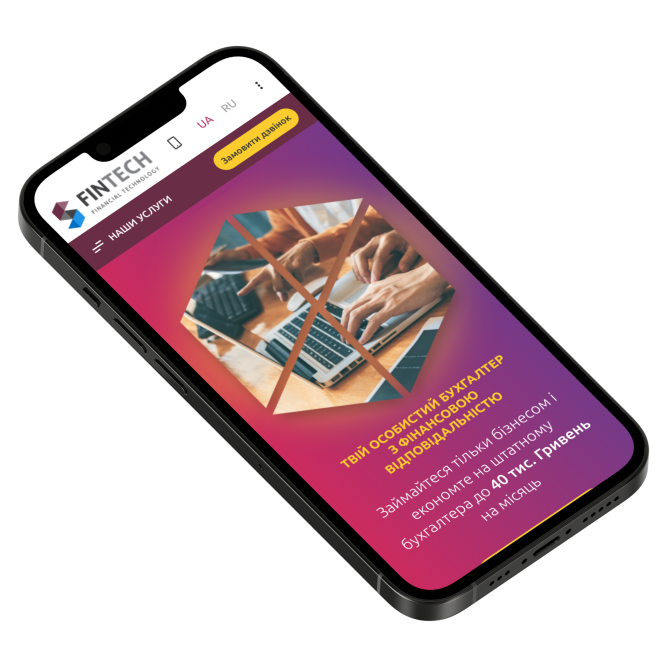 FINTECH
FINANCIAL TECHNOLOGY
UA RU
НАШИ УСЛУГИ
Замовити дзвінок
ТВІЙ ОСОБИСТИЙ БУХГАЛТЕР
З ФІНАНСОВОЮ
ВІДПОВІДАЛЬНІСТЮ
Займайтеся тільки бізнесом і
економте на штатному
бухгалтера до 40 тис. Гривень
на місяць